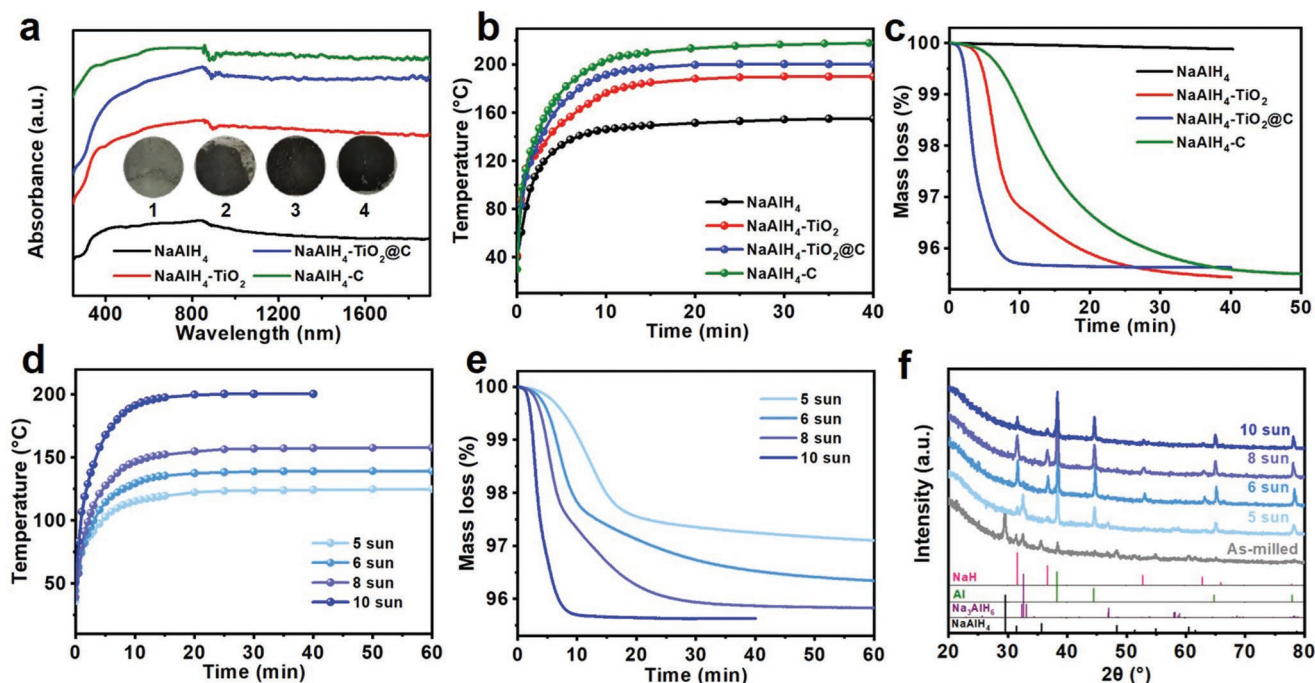 a
Absorbance (a.u.)
1 2 3 4
NaAlH₄ NaAlH₄-TiO₂@C
NaAlH₄-TiO₂ NaAlH₄-C
400 800 1200 1600
Wavelength (nm)
b
Temperature (°C)
200
160
120
80
40
NaAlH₄
NaAlH₄-TiO₂
NaAlH₄-TiO₂@C
NaAlH₄-C
0 10 20 30 40
Time (min)
c
Mass loss (%)
100
99
98
97
96
NaAlH₄
NaAlH₄-TiO₂
NaAlH₄-TiO₂@C
NaAlH₄-C
0 10 20 30 40 50
Time (min)
d
Temperature (°C)
200
150
100
50
0
5 sun
6 sun
8 sun
10 sun
0 10 20 30 40 50 60
Time (min)
e
Mass loss (%)
100
99
98
97
96
5 sun
6 sun
8 sun
10 sun
0 10 20 30 40 50 60
Time (min)
f
Intensity (a.u.)
10 sun
8 sun
6 sun
5 sun
As-milled
NaH
Al
Na₃AlH₆
NaAlH₄
20 30 40 50 60 70 80
2θ (°)